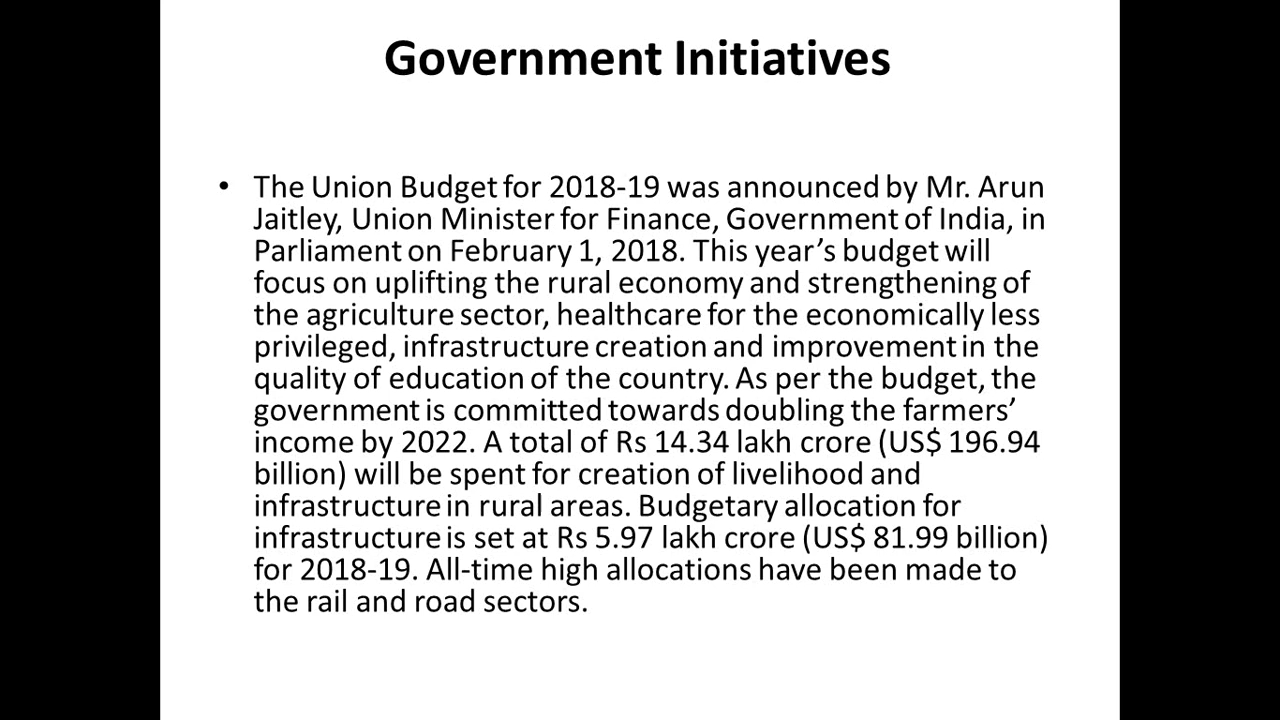 Government Initiatives
• The Union Budget for 2018-19 was announced by Mr. Arun
Jaitley, Union Minister for Finance, Government of India, in
Parliament on February 1, 2018. This year’s budget will
focus on uplifting the rural economy and strengthening of
the agriculture sector, healthcare for the economically less
privileged, infrastructure creation and improvement in the
quality of education of the country. As per the budget, the
government is committed towards doubling the farmers’
income by 2022. A total of Rs 14.34 lakh crore (US$ 196.94
billion) will be spent for creation of livelihood and
infrastructure in rural areas. Budgetary allocation for
infrastructure is set at Rs 5.97 lakh crore (US$ 81.99 billion)
for 2018-19. All-time high allocations have been made to
the rail and road sectors.